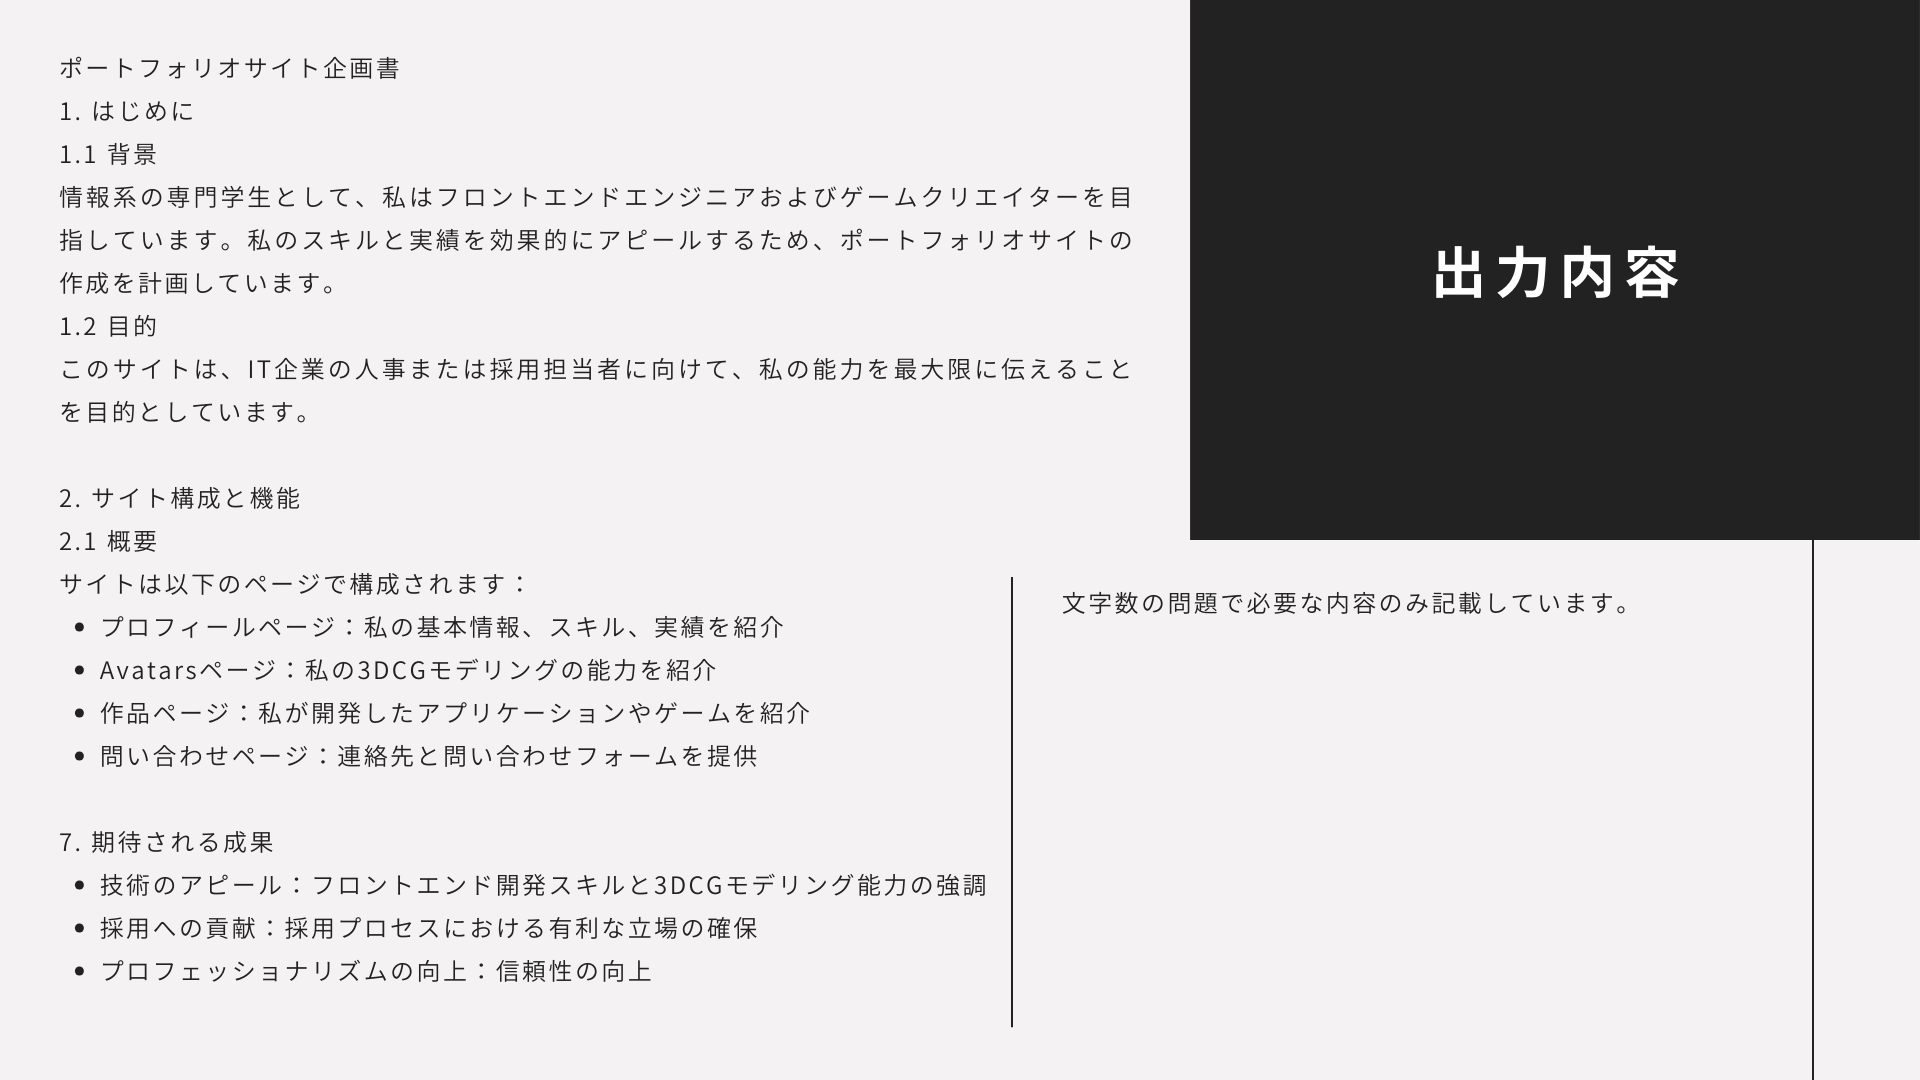 ポートフォリオサイト企画書
1. はじめに
1.1 背景
情報系の専門学生として、私はフロントエンドエンジニアおよびゲームクリエイターを目
指しています。私のスキルと実績を効果的にアピールするため、ポートフォリオサイトの
作成を計画しています。
1.2 目的
このサイトは、IT企業の人事または採用担当者に向けて、私の能力を最大限に伝えること
を目的としています。
2. サイト構成と機能
2.1 概要
サイトは以下のページで構成されます：
• プロフィールページ：私の基本情報、スキル、実績を紹介
• Avatarsページ：私の3DCGモデリングの能力を紹介
• 作品ページ：私が開発したアプリケーションやゲームを紹介
• 問い合わせページ：連絡先と問い合わせフォームを提供
7. 期待される成果
• 技術のアピール：フロントエンド開発スキルと3DCGモデリング能力の強調
• 採用への貢献：採用プロセスにおける有利な立場の確保
• プロフェッショナリズムの向上：信頼性の向上
出力内容
文字数の問題で必要な内容のみ記載しています。